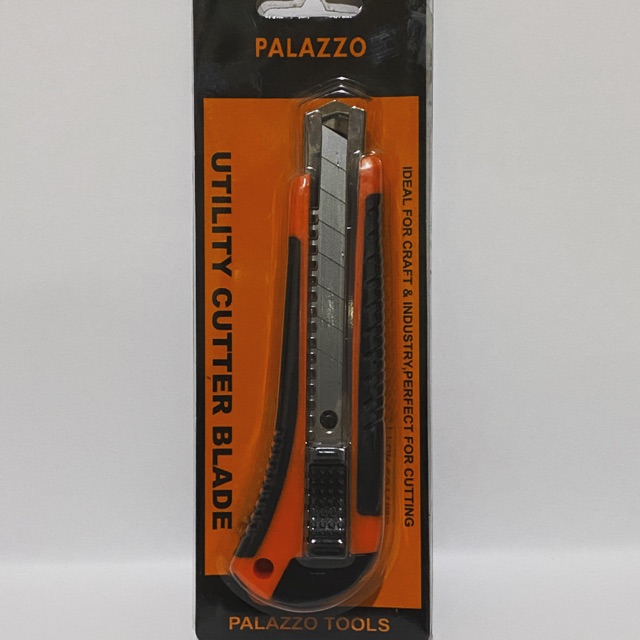 PALAZZO
UTILITY CUTTER BLADE
IDEAL FOR CRAFT & INDUSTRY,PERFECT FOR CUTTING
PALAZZO TOOLS